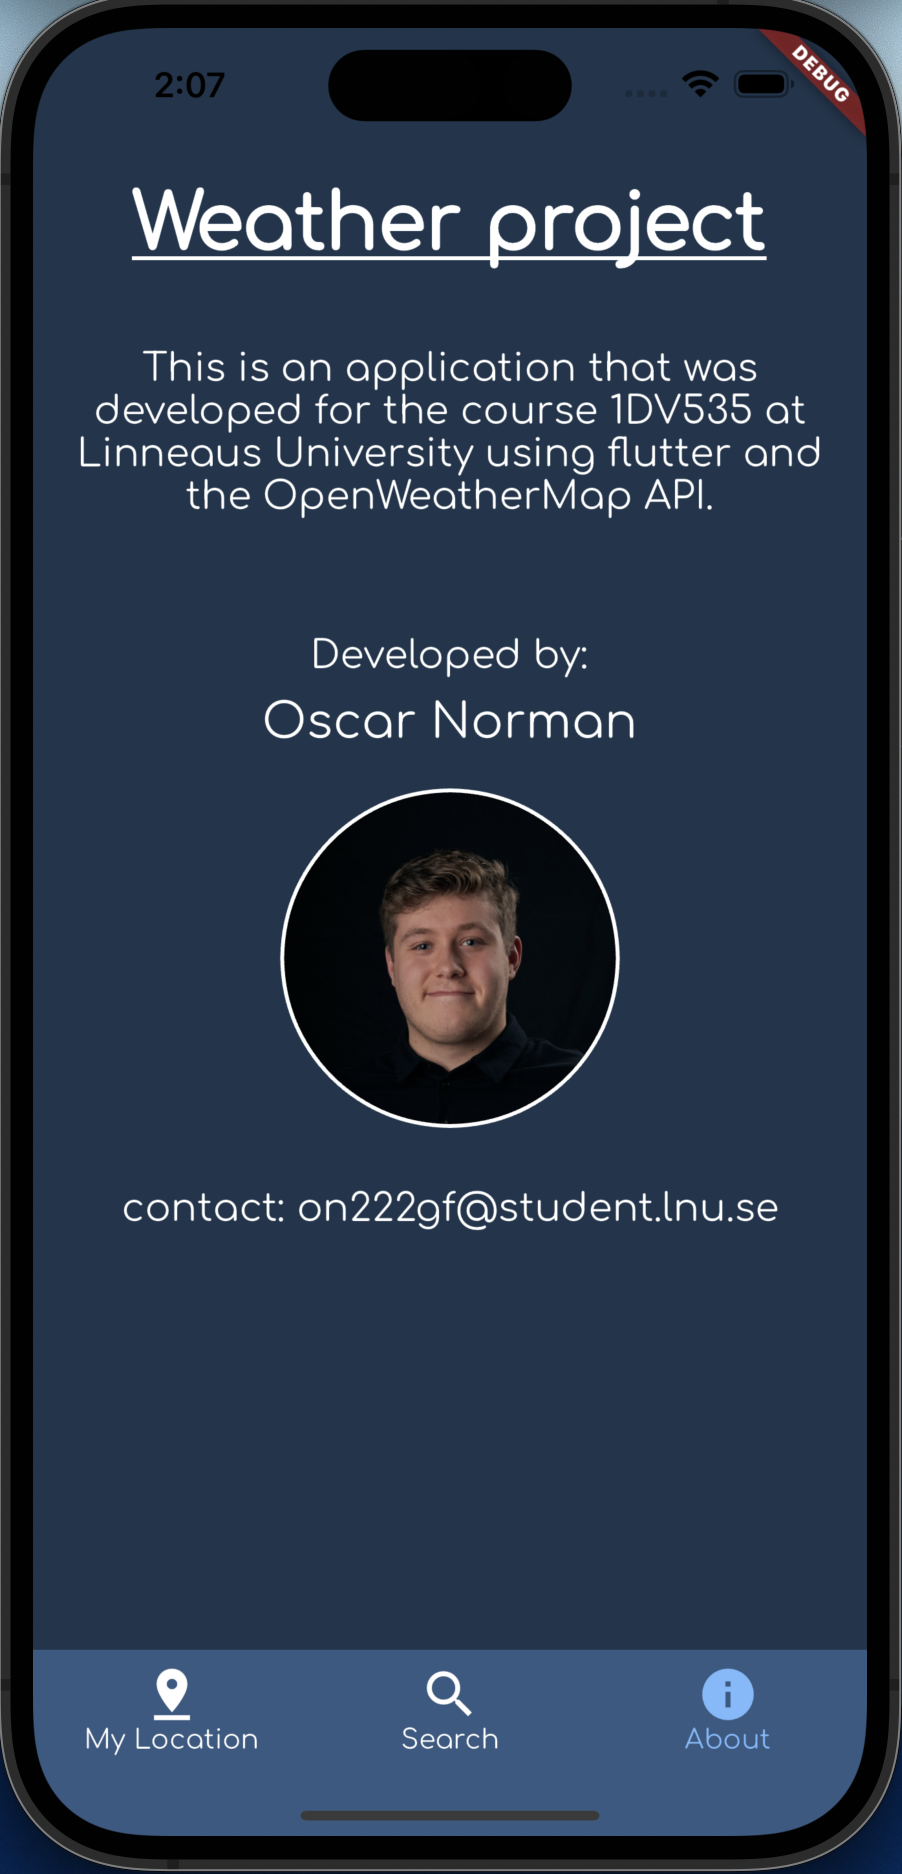 2:07
DEBUG
Weather project
This is an application that was
developed for the course 1DV535 at
Linneaus University using flutter and
the OpenWeatherMap API.
Developed by:
Oscar Norman
contact: on222gf@student.lnu.se
My Location
Search
About